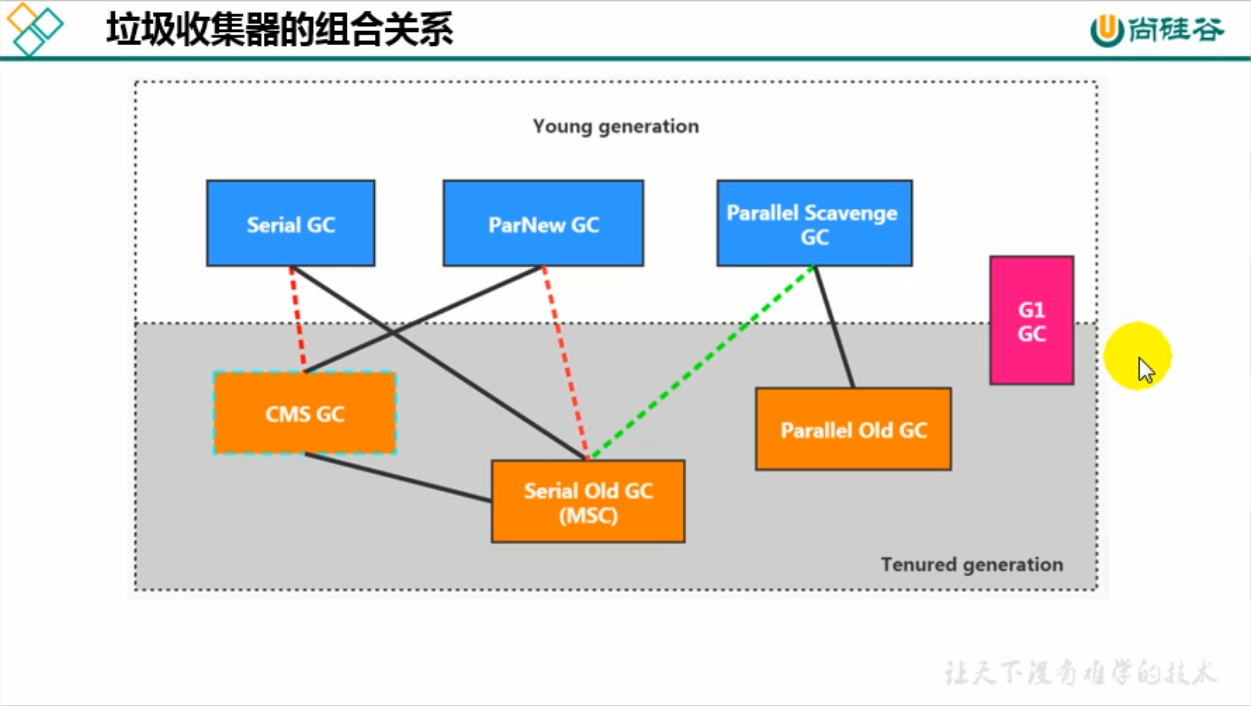 垃圾收集器的组合关系
尚硅谷
Young generation
Serial GC
ParNew GC
Parallel Scavenge
GC
G1
GC
CMS GC
Parallel Old GC
Serial Old GC
(MSC)
Tenured generation
让天下没有难学的技术